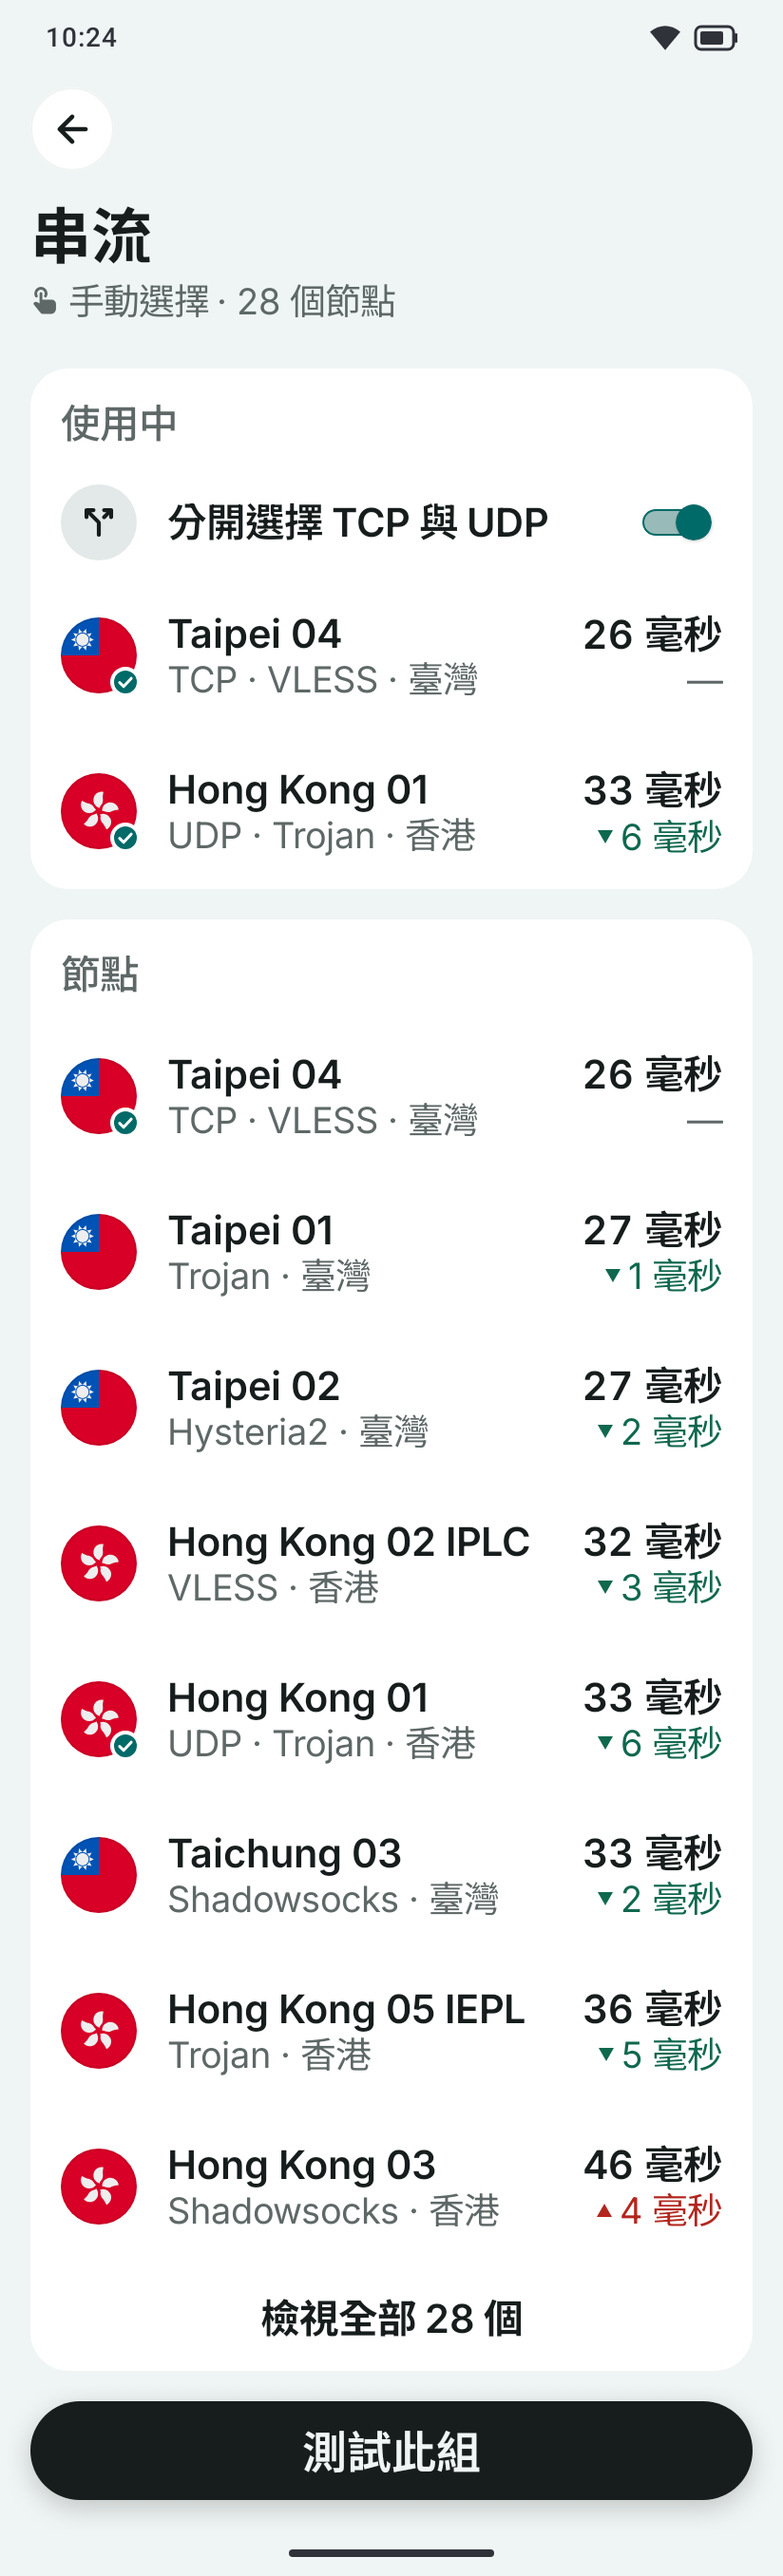 10:24
串流
手動選擇 · 28 個節點
使用中
分開選擇 TCP 與 UDP
Taipei 04
26 毫秒
TCP · VLESS · 臺灣
—
Hong Kong 01
33 毫秒
UDP · Trojan · 香港
▼6 毫秒
節點
Taipei 04
26 毫秒
TCP · VLESS · 臺灣
—
Taipei 01
27 毫秒
Trojan · 臺灣
▼1 毫秒
Taipei 02
27 毫秒
Hysteria2 · 臺灣
▼2 毫秒
Hong Kong 02 IPLC
32 毫秒
VLESS · 香港
▼3 毫秒
Hong Kong 01
33 毫秒
UDP · Trojan · 香港
▼6 毫秒
Taichung 03
33 毫秒
Shadowsocks · 臺灣
▼2 毫秒
Hong Kong 05 IEPL
36 毫秒
Trojan · 香港
▼5 毫秒
Hong Kong 03
46 毫秒
Shadowsocks · 香港
▲4 毫秒
檢視全部 28 個
測試此組